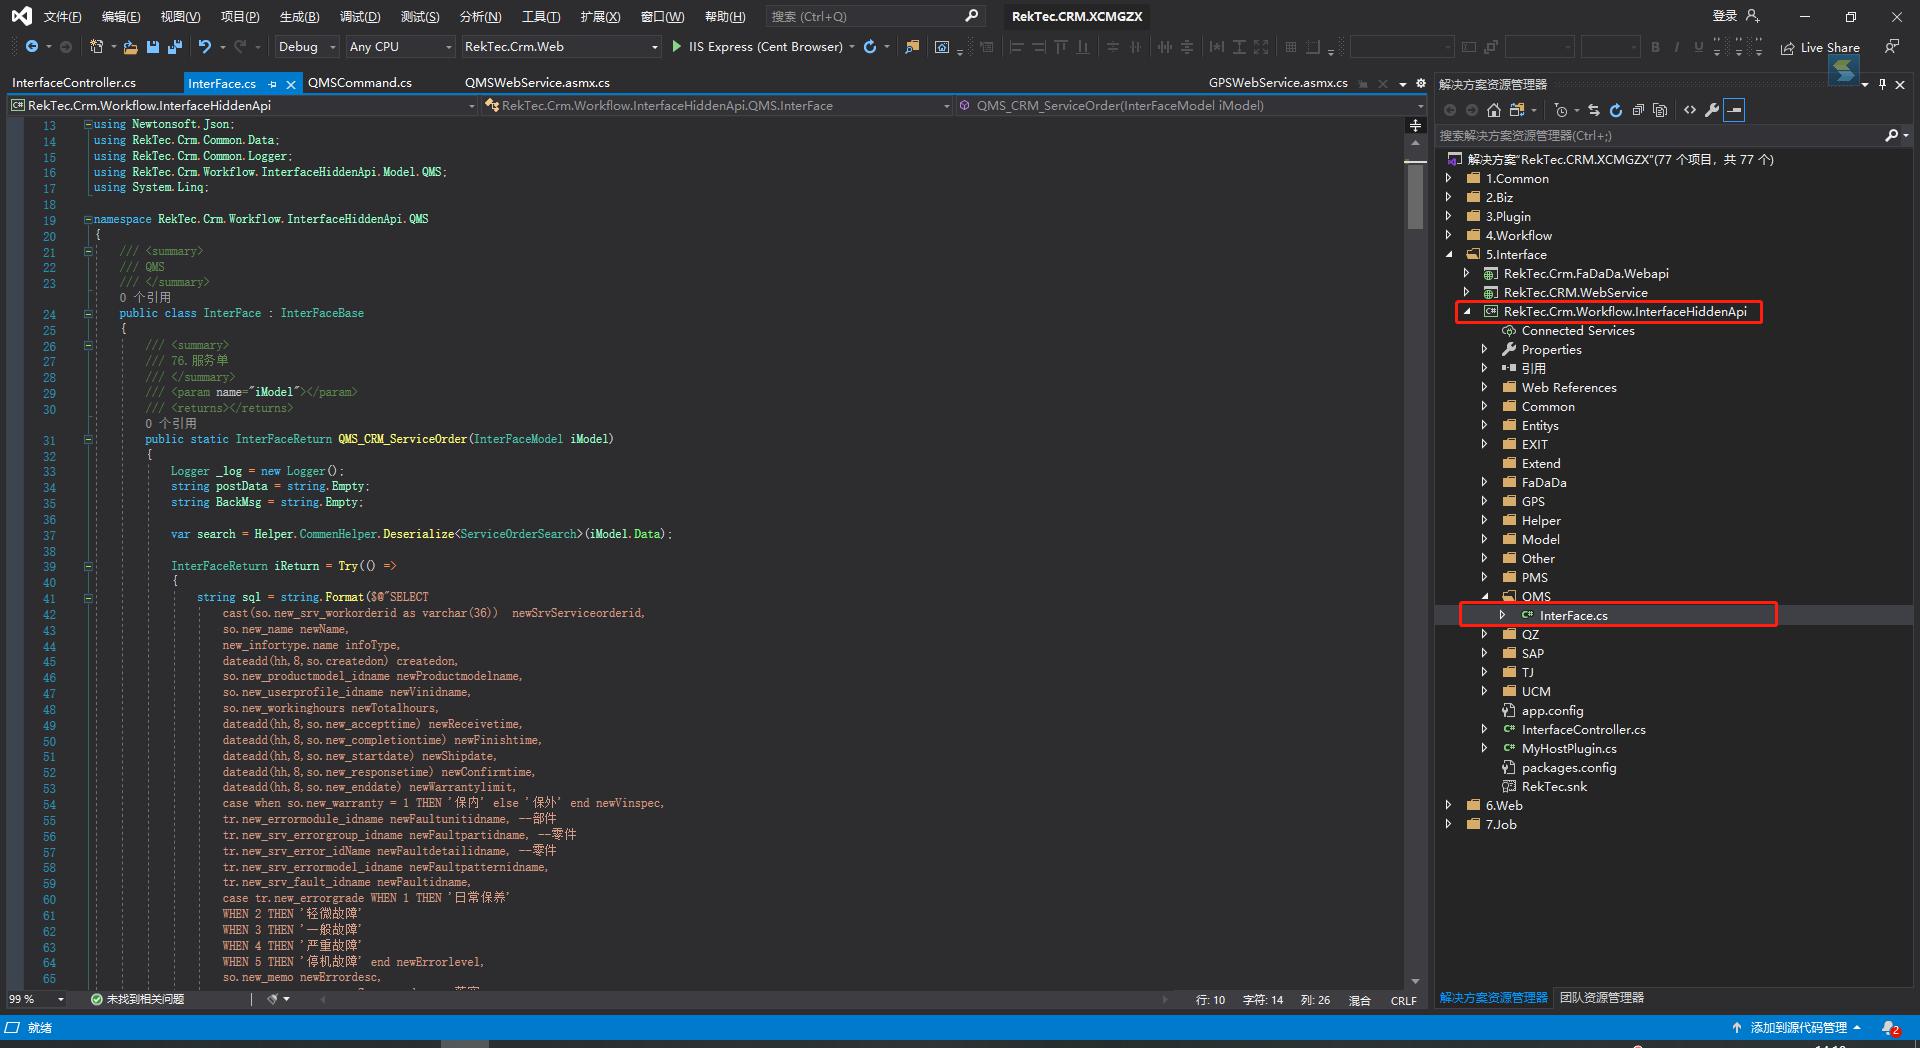 文件(F) 编辑(E) 视图(V) 项目(P) 生成(B) 调试(D) 测试(S) 分析(N) 工具(T) 扩展(X) 窗口(W) 帮助(H) 搜索 (Ctrl+Q) RekTec.CRM.XCMGZX 登录
Debug Any CPU RekTec.Crm.Web IIS Express (Cent Browser) Live Share
InterfaceController.cs InterFace.cs QMSCommand.cs QMSWebService.asmx.cs GPSWebService.asmx.cs
RekTec.Crm.Workflow.InterfaceHiddenApi RekTec.Crm.Workflow.InterfaceHiddenApi.QMS.InterFace QMS_CRM_ServiceOrder(InterFaceModel iModel)
13 using Newtonsoft.Json;
14 using RekTec.Crm.Common.Data;
15 using RekTec.Crm.Common.Logger;
16 using RekTec.Crm.Workflow.InterfaceHiddenApi.Model.QMS;
17 using System.Linq;
18
19 namespace RekTec.Crm.Workflow.InterfaceHiddenApi.QMS
20 {
21 /// <summary>
22 /// QMS
23 /// </summary>
0 个引用
24 public class InterFace : InterFaceBase
25 {
26 /// <summary>
27 /// 76.服务单
28 /// </summary>
29 /// <param name="iModel"></param>
30 /// <returns></returns>
0 个引用
31 public static InterFaceReturn QMS_CRM_ServiceOrder(InterFaceModel iModel)
32 {
33 Logger _log = new Logger();
34 string postData = string.Empty;
35 string BackMsg = string.Empty;
36
37 var search = Helper.CommenHelper.Deserialize<ServiceOrderSearch>(iModel.Data);
38
39 InterFaceReturn iReturn = Try(() =>
40 {
41 string sql = string.Format($@"SELECT
42 cast(so.new_srv_workorderid as varchar(36)) newSrvServiceorderid,
43 so.new_name newName,
44 new_infortype.name infoType,
45 dateadd(hh,8,so.createdon) createdon,
46 so.new_productmodel_idname newProductmodelname,
47 so.new_userprofile_idname newVinidname,
48 so.new_workinghours newTotalhours,
49 dateadd(hh,8,so.new_accepttime) newReceivetime,
50 dateadd(hh,8,so.new_completiontime) newFinishtime,
51 dateadd(hh,8,so.new_startdate) newShipdate,
52 dateadd(hh,8,so.new_responsetime) newConfirmtime,
53 dateadd(hh,8,so.new_enddate) newWarrantylimit,
54 case when so.new_warranty = 1 THEN '保内' else '保外' end newVinspec,
55 tr.new_errormodule_idname newFaultunitidname, --部件
56 tr.new_srv_errorgroup_idname newFaultpartidname, --零件
57 tr.new_srv_error_idName newFaultdetailidname, --零件
58 tr.new_srv_errormodel_idname newFaultpatternidname,
59 tr.new_srv_fault_idname newFaultidname,
60 case tr.new_errorgrade WHEN 1 THEN '日常保养'
61 WHEN 2 THEN '轻微故障'
62 WHEN 3 THEN '一般故障'
63 WHEN 4 THEN '严重故障'
64 WHEN 5 THEN '停机故障' end newErrorlevel,
65 so.new_memo newErrordesc,
99 % 未找到相关问题 行: 10 字符: 14 列: 26 混合 CRLF
解决方案资源管理器
搜索解决方案资源管理器(Ctrl+;)
解决方案"RekTec.CRM.XCMGZX"(77 个项目，共 77 个)
1.Common
2.Biz
3.Plugin
4.Workflow
5.Interface
RekTec.Crm.FaDaDa.Webapi
RekTec.CRM.WebService
RekTec.Crm.Workflow.InterfaceHiddenApi
Connected Services
Properties
引用
Web References
Common
Entitys
EXIT
Extend
FaDaDa
GPS
Helper
Model
Other
PMS
QMS
InterFace.cs
QZ
SAP
TJ
UCM
app.config
InterfaceController.cs
MyHostPlugin.cs
packages.config
RekTec.snk
6.Web
7.Job
解决方案资源管理器 团队资源管理器
就绪 添加到源代码管理 2